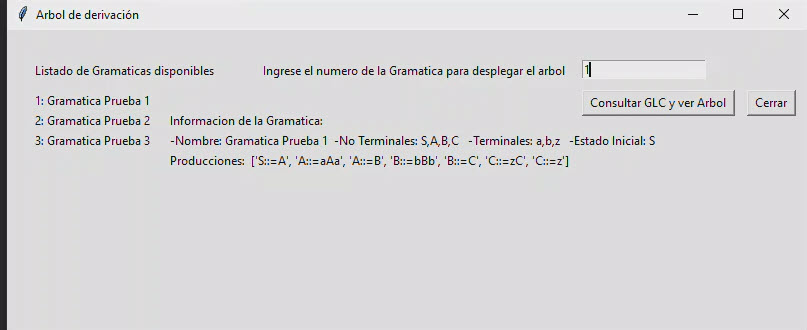 Arbol de derivación
Listado de Gramaticas disponibles Ingrese el numero de la Gramatica para desplegar el arbol 1
Consultar GLC y ver Arbol Cerrar
1: Gramatica Prueba 1
2: Gramatica Prueba 2 Informacion de la Gramatica:
3: Gramatica Prueba 3 -Nombre: Gramatica Prueba 1 -No Terminales: S,A,B,C -Terminales: a,b,z -Estado Inicial: S
Producciones: ['S::=A', 'A::=aAa', 'A::=B', 'B::=bBb', 'B::=C', 'C::=zC', 'C::=z']